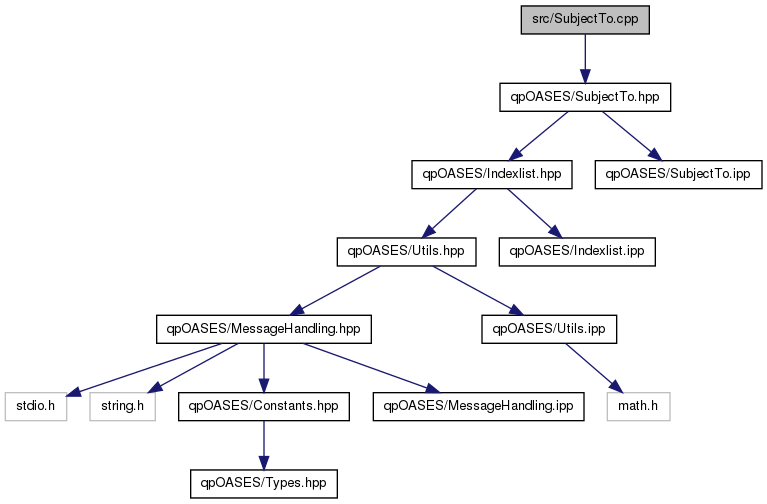 src/SubjectTo.cpp
qpOASES/SubjectTo.hpp
qpOASES/Indexlist.hpp
qpOASES/SubjectTo.ipp
qpOASES/Utils.hpp
qpOASES/Indexlist.ipp
qpOASES/MessageHandling.hpp
qpOASES/Utils.ipp
stdio.h
string.h
qpOASES/Constants.hpp
qpOASES/MessageHandling.ipp
math.h
qpOASES/Types.hpp